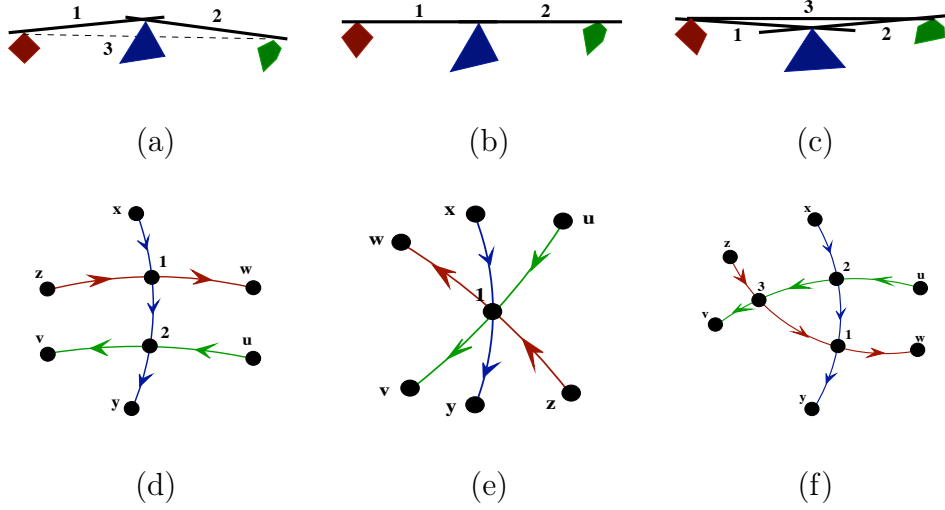 1 2 3
(a)
1 2
(b)
3 1 2
(c)
x 1 z w 2 v u y
(d)
x u w 1 v y z
(e)
x z 2 3 u v 1 w y
(f)